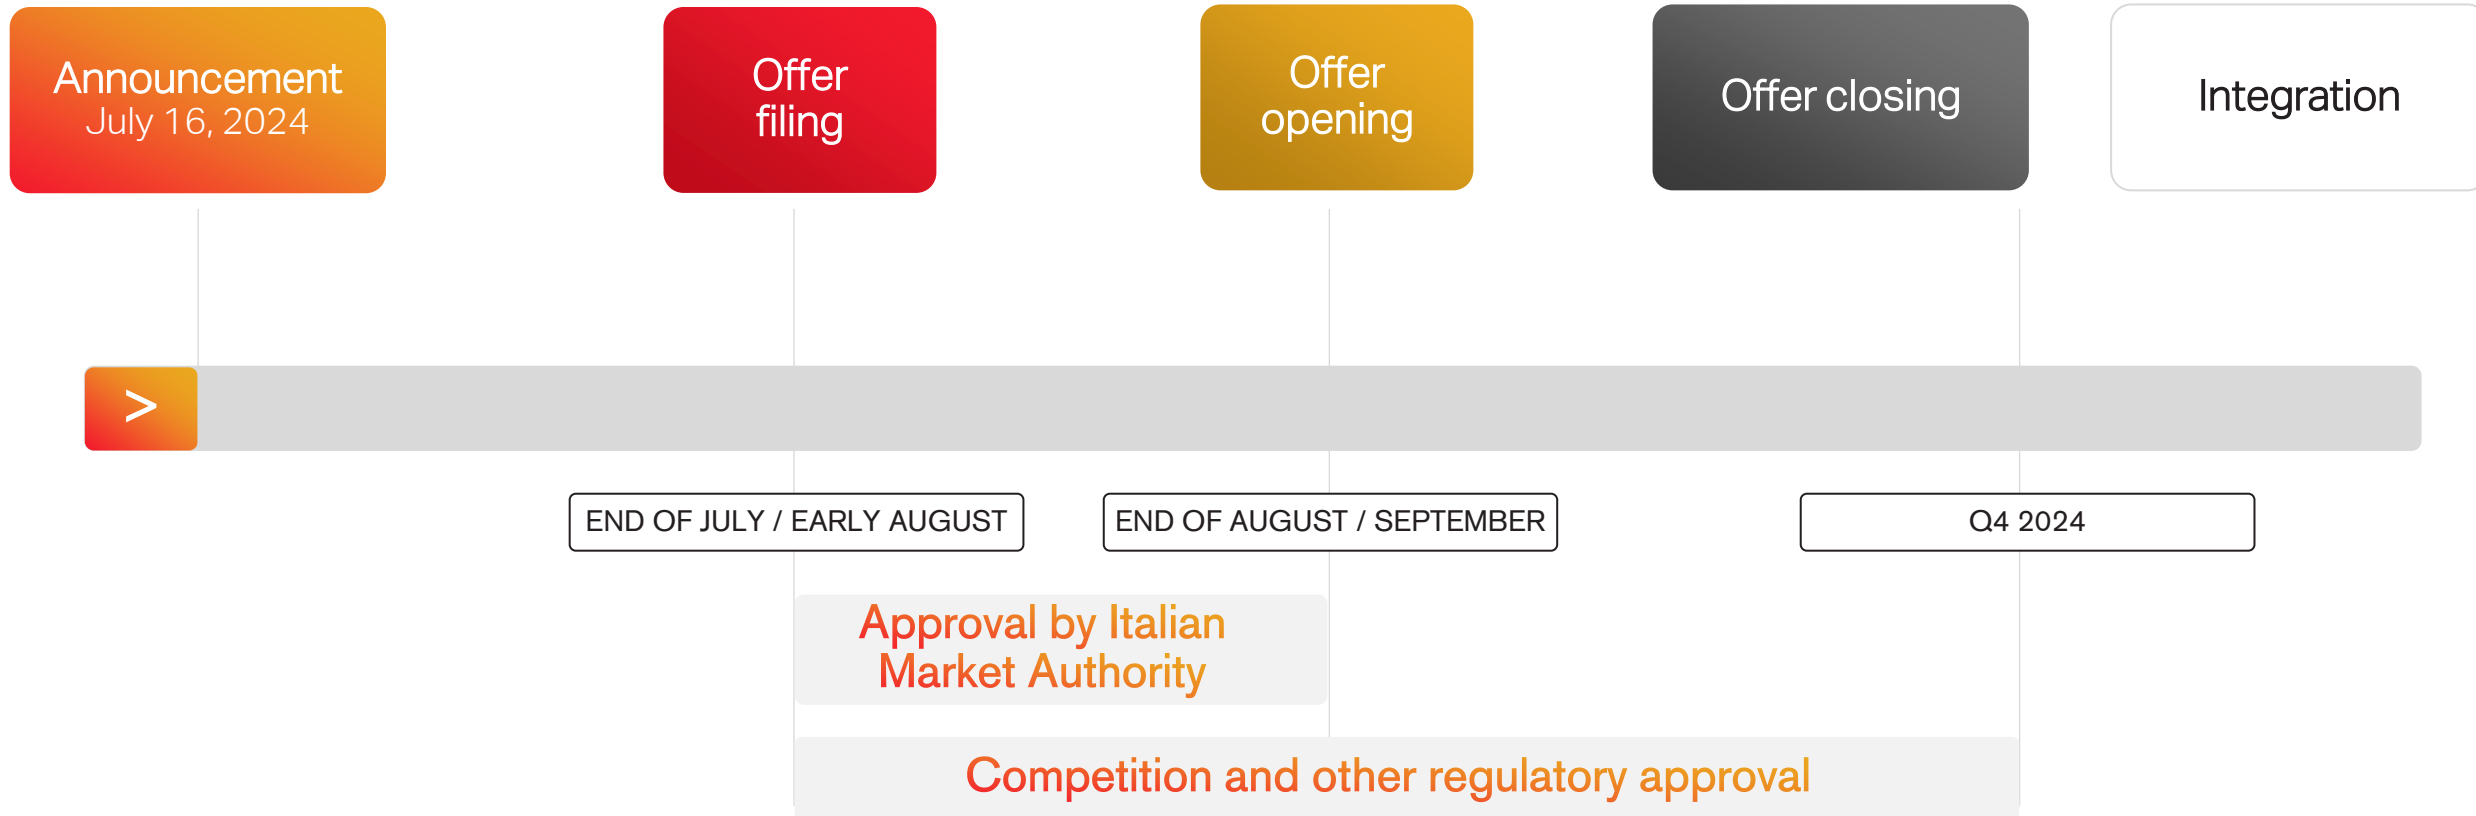 Announcement
July 16, 2024
Offer
filing
Offer
opening
Offer closing
Integration
>
END OF JULY / EARLY AUGUST
END OF AUGUST / SEPTEMBER
Q4 2024
Approval by Italian
Market Authority
Competition and other regulatory approval